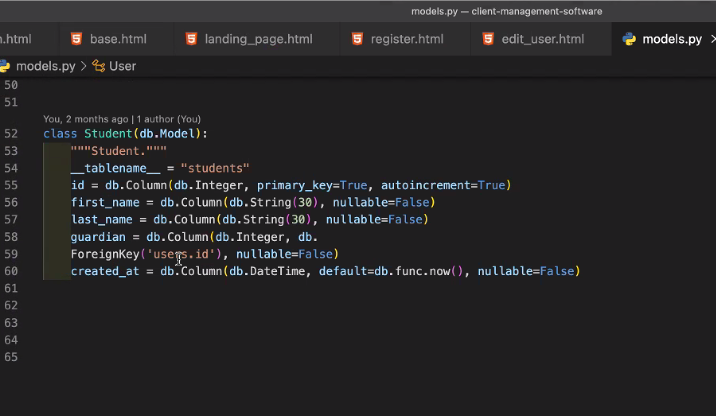 models.py — client-management-software
n.html base.html landing_page.html register.html edit_user.html models.py
models.py > User
50
51
You, 2 months ago | 1 author (You)
52 class Student(db.Model):
53 """Student."""
54 __tablename__ = "students"
55 id = db.Column(db.Integer, primary_key=True, autoincrement=True)
56 first_name = db.Column(db.String(30), nullable=False)
57 last_name = db.Column(db.String(30), nullable=False)
58 guardian = db.Column(db.Integer, db.
59 ForeignKey('users.id'), nullable=False)
60 created_at = db.Column(db.DateTime, default=db.func.now(), nullable=False)
61
62
63
64
65